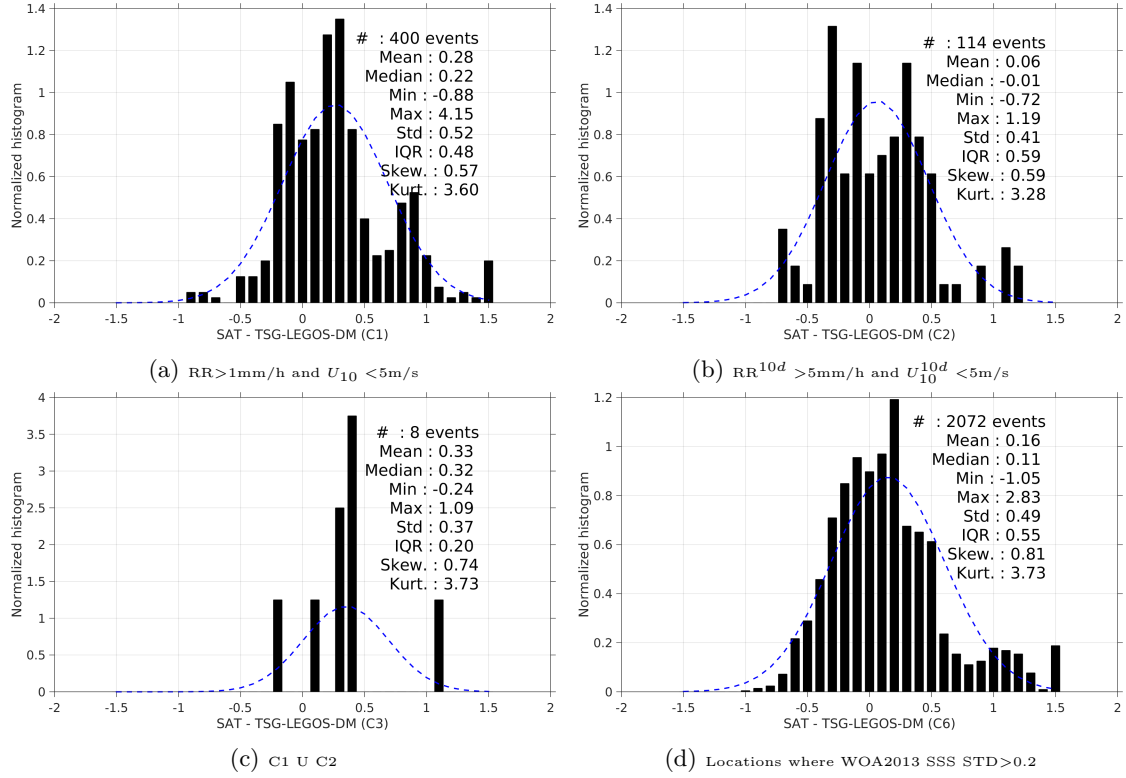 1.4
1.2
1
0.8
0.6
0.4
0.2
0
Normalized histogram
# : 400 events
Mean : 0.28
Median : 0.22
Min : -0.88
Max : 4.15
Std : 0.52
IQR : 0.48
Skew. : 0.57
Kurt. : 3.60
-2 -1.5 -1 -0.5 0 0.5 1 1.5 2
SAT - TSG-LEGOS-DM (C1)
(a) RR>1mm/h and U10 <5m/s
1.4
1.2
1
0.8
0.6
0.4
0.2
0
Normalized histogram
# : 114 events
Mean : 0.06
Median : -0.01
Min : -0.72
Max : 1.19
Std : 0.41
IQR : 0.59
Skew. : 0.59
Kurt. : 3.28
-2 -1.5 -1 -0.5 0 0.5 1 1.5 2
SAT - TSG-LEGOS-DM (C2)
(b) RR10d >5mm/h and U10d10 <5m/s
4
3.5
3
2.5
2
1.5
1
0.5
0
Normalized histogram
# : 8 events
Mean : 0.33
Median : 0.32
Min : -0.24
Max : 1.09
Std : 0.37
IQR : 0.20
Skew. : 0.74
Kurt. : 3.73
-2 -1.5 -1 -0.5 0 0.5 1 1.5 2
SAT - TSG-LEGOS-DM (C3)
(c) C1 U C2
1.2
1
0.8
0.6
0.4
0.2
0
Normalized histogram
# : 2072 events
Mean : 0.16
Median : 0.11
Min : -1.05
Max : 2.83
Std : 0.49
IQR : 0.55
Skew. : 0.81
Kurt. : 3.73
-2 -1.5 -1 -0.5 0 0.5 1 1.5 2
SAT - TSG-LEGOS-DM (C6)
(d) Locations where WOA2013 SSS STD>0.2